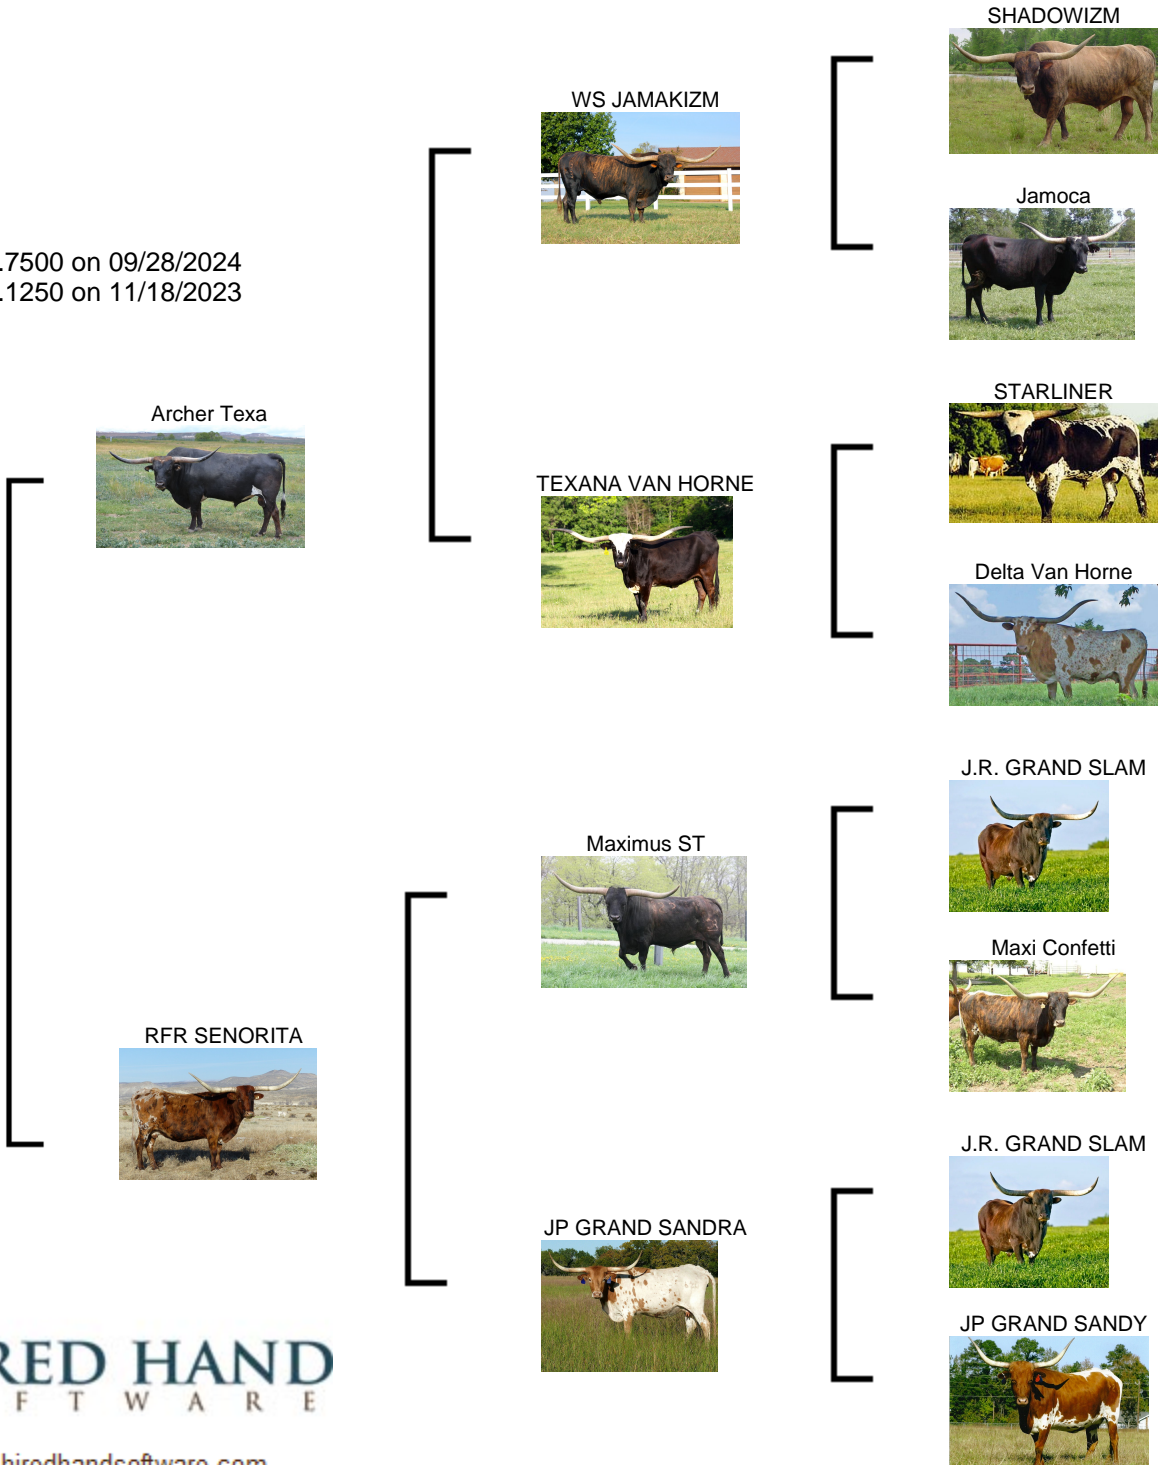 SHADOWIZM
WS JAMAKIZM
Jamoca
.7500 on 09/28/2024
.1250 on 11/18/2023
STARLINER
Archer Texa
TEXANA VAN HORNE
Delta Van Horne
J.R. GRAND SLAM
Maximus ST
Maxi Confetti
RFR SENORITA
J.R. GRAND SLAM
JP GRAND SANDRA
JP GRAND SANDY
RED HAND
F T W A R E
hiredhandsoftware.com